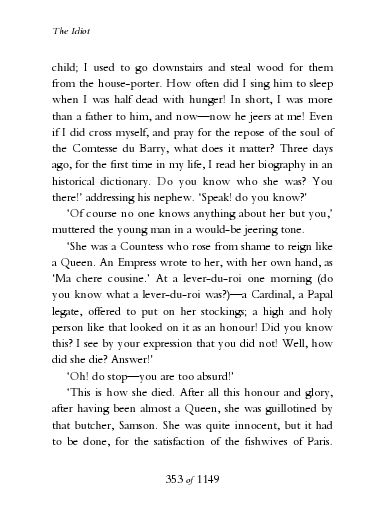 The Idiot
child; I used to go downstairs and steal wood for them
from the house-porter. How often did I sing him to sleep
when I was half dead with hunger! In short, I was more
than a father to him, and now—now he jeers at me! Even
if I did cross myself, and pray for the repose of the soul of
the Comtesse du Barry, what does it matter? Three days
ago, for the first time in my life, I read her biography in an
historical dictionary. Do you know who she was? You
there!’ addressing his nephew. ‘Speak! do you know?’
‘Of course no one knows anything about her but you,’
muttered the young man in a would-be jeering tone.
‘She was a Countess who rose from shame to reign like
a Queen. An Empress wrote to her, with her own hand, as
‘Ma chere cousine.’ At a lever-du-roi one morning (do
you know what a lever-du-roi was?)—a Cardinal, a Papal
legate, offered to put on her stockings; a high and holy
person like that looked on it as an honour! Did you know
this? I see by your expression that you did not! Well, how
did she die? Answer!’
‘Oh! do stop—you are too absurd!’
‘This is how she died. After all this honour and glory,
after having been almost a Queen, she was guillotined by
that butcher, Samson. She was quite innocent, but it had
to be done, for the satisfaction of the fishwives of Paris.
353 of 1149